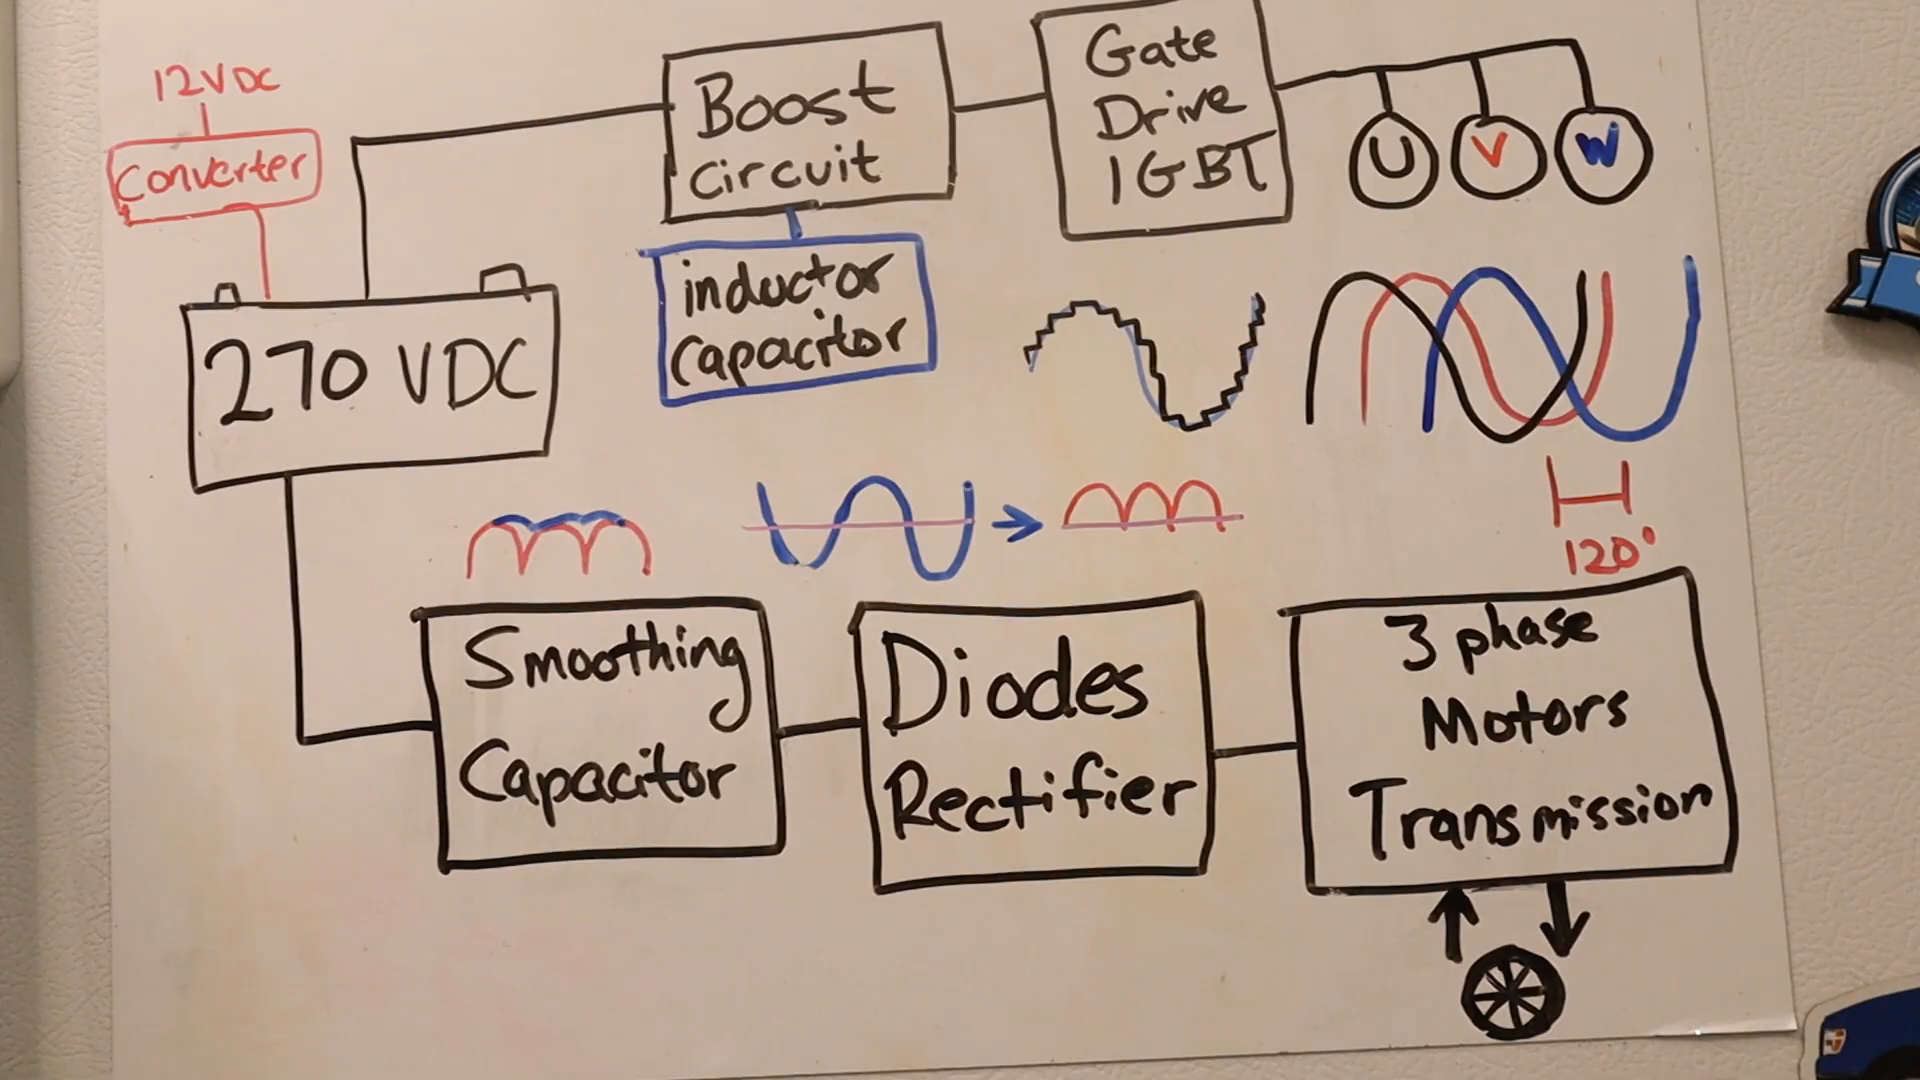 12VDC
Converter
270 VDC
Boost
circuit
inductor
capacitor
Gate
Drive
IGBT
U V W
120°
Smoothing
Capacitor
Diodes
Rectifier
3 phase
Motors
Transmission